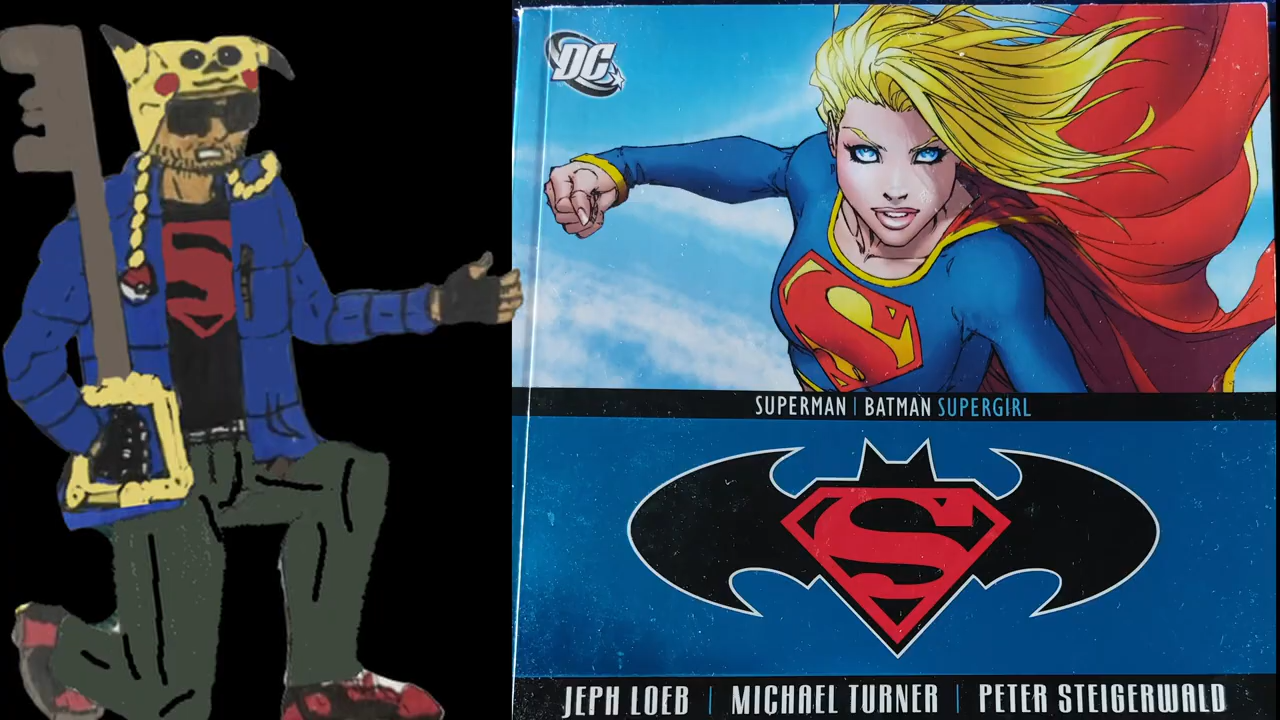 DC
SUPERMAN | BATMAN SUPERGIRL
JEPH LOEB | MICHAEL TURNER | PETER STEIGERWALD